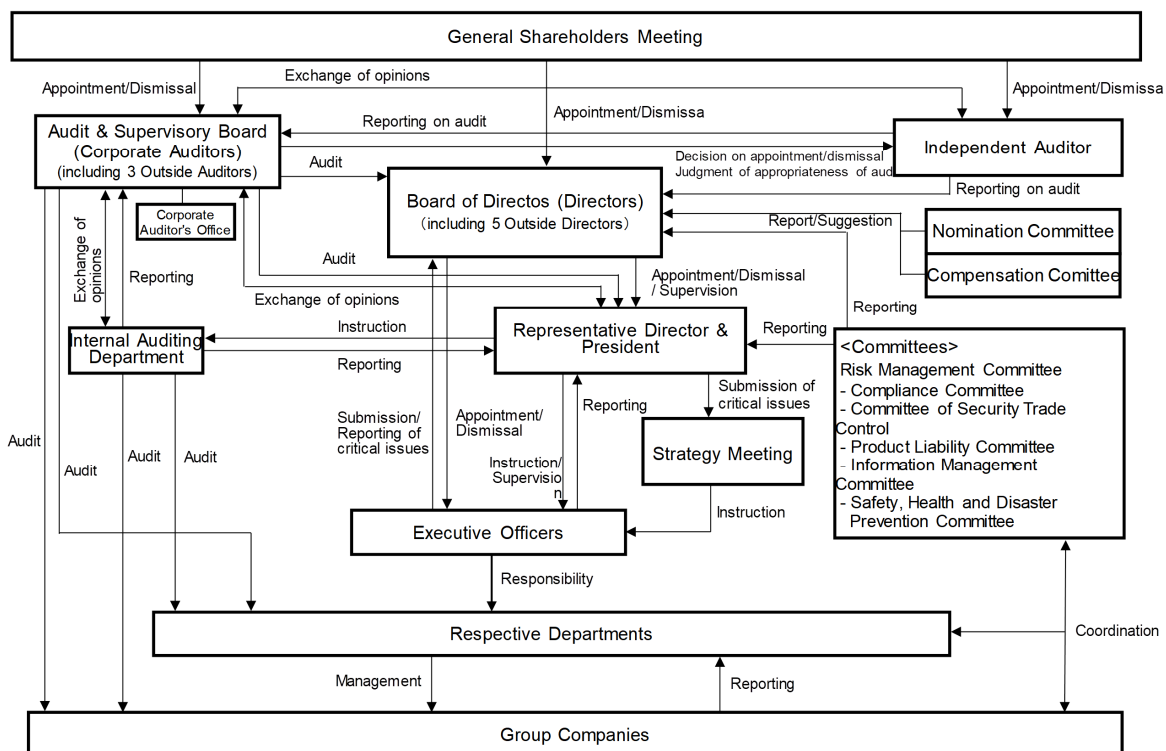 General Shareholders Meeting
Exchange of opinions
Appointment/Dismissal
Appointment/Dismissa
Appointment/Dismissa
Audit & Supervisory Board
(Corporate Auditors)
(including 3 Outside Auditors)
Reporting on audit
Independent Auditor
Audit
Decision on appointment/dismissal
Judgment of appropriateness of aud
Reporting on audit
Board of Directos (Directors)
(including 5 Outside Directors)
Corporate
Auditor's Office
Report/Suggestion
Nomination Committee
Compensation Comittee
Exchange of
opinions
Reporting
Audit
Exchange of opinions
Appointment/Dismissal
/ Supervision
Reporting
Internal Auditing
Department
Instruction
Reporting
Representative Director &
President
Reporting
<Committees>
Risk Management Committee
- Compliance Committee
- Committee of Security Trade
Control
- Product Liability Committee
- Information Management
Committee
- Safety, Health and Disaster
Prevention Committee
Submission/
Reporting of
critical issues
Appointment/
Dismissal
Reporting
Submission of
critical issues
Instruction/
Supervisio
n
Strategy Meeting
Audit
Audit
Audit
Audit
Instruction
Executive Officers
Responsibility
Respective Departments
Coordination
Management
Reporting
Group Companies